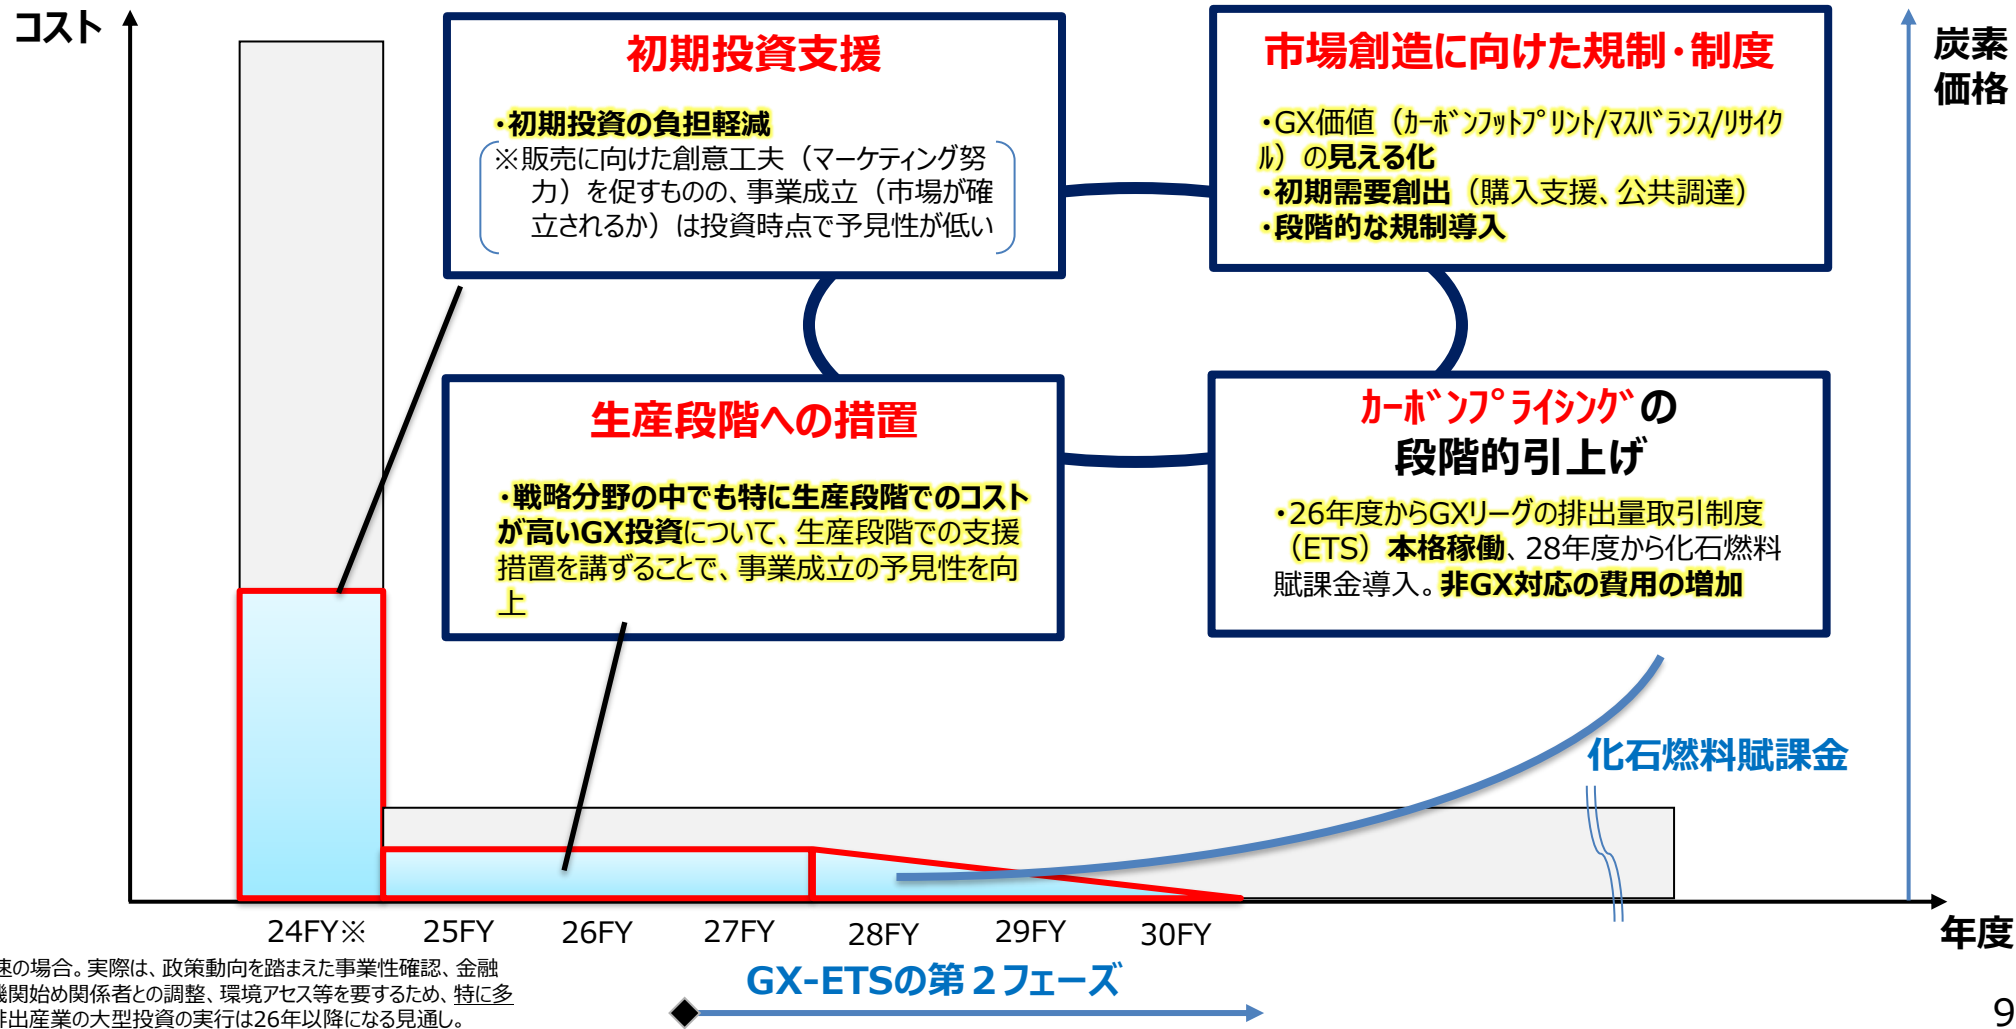 コスト
初期投資支援
・初期投資の負担軽減
※販売に向けた創意工夫（マーケティング努
力）を促すものの、事業成立（市場が確
立されるか）は投資時点で予見性が低い
市場創造に向けた規制・制度
・GX価値（ｶｰﾎﾞﾝﾌｯﾄﾌﾟﾘﾝﾄ/ﾏｽﾊﾞﾗﾝｽ/ﾘｻｲｸ
ﾙ）の見える化
・初期需要創出（購入支援、公共調達）
・段階的な規制導入
炭素
価格
生産段階への措置
・戦略分野の中でも特に生産段階でのコスト
が高いGX投資について、生産段階での支援
措置を講ずることで、事業成立の予見性を向
上
ｶｰﾎﾞﾝﾌﾟﾗｲｼﾝｸﾞの
段階的引上げ
・26年度からGXリーグの排出量取引制度
（ETS）本格稼働、28年度から化石燃料
賦課金導入。非GX対応の費用の増加
化石燃料賦課金
24FY※ 25FY 26FY 27FY 28FY 29FY 30FY
年度
GX-ETSの第２フェーズ
速の場合。実際は、政策動向を踏まえた事業性確認、金融
機関始め関係者との調整、環境アセス等を要するため、特に多
排出産業の大型投資の実行は26年以降になる見通し。
9